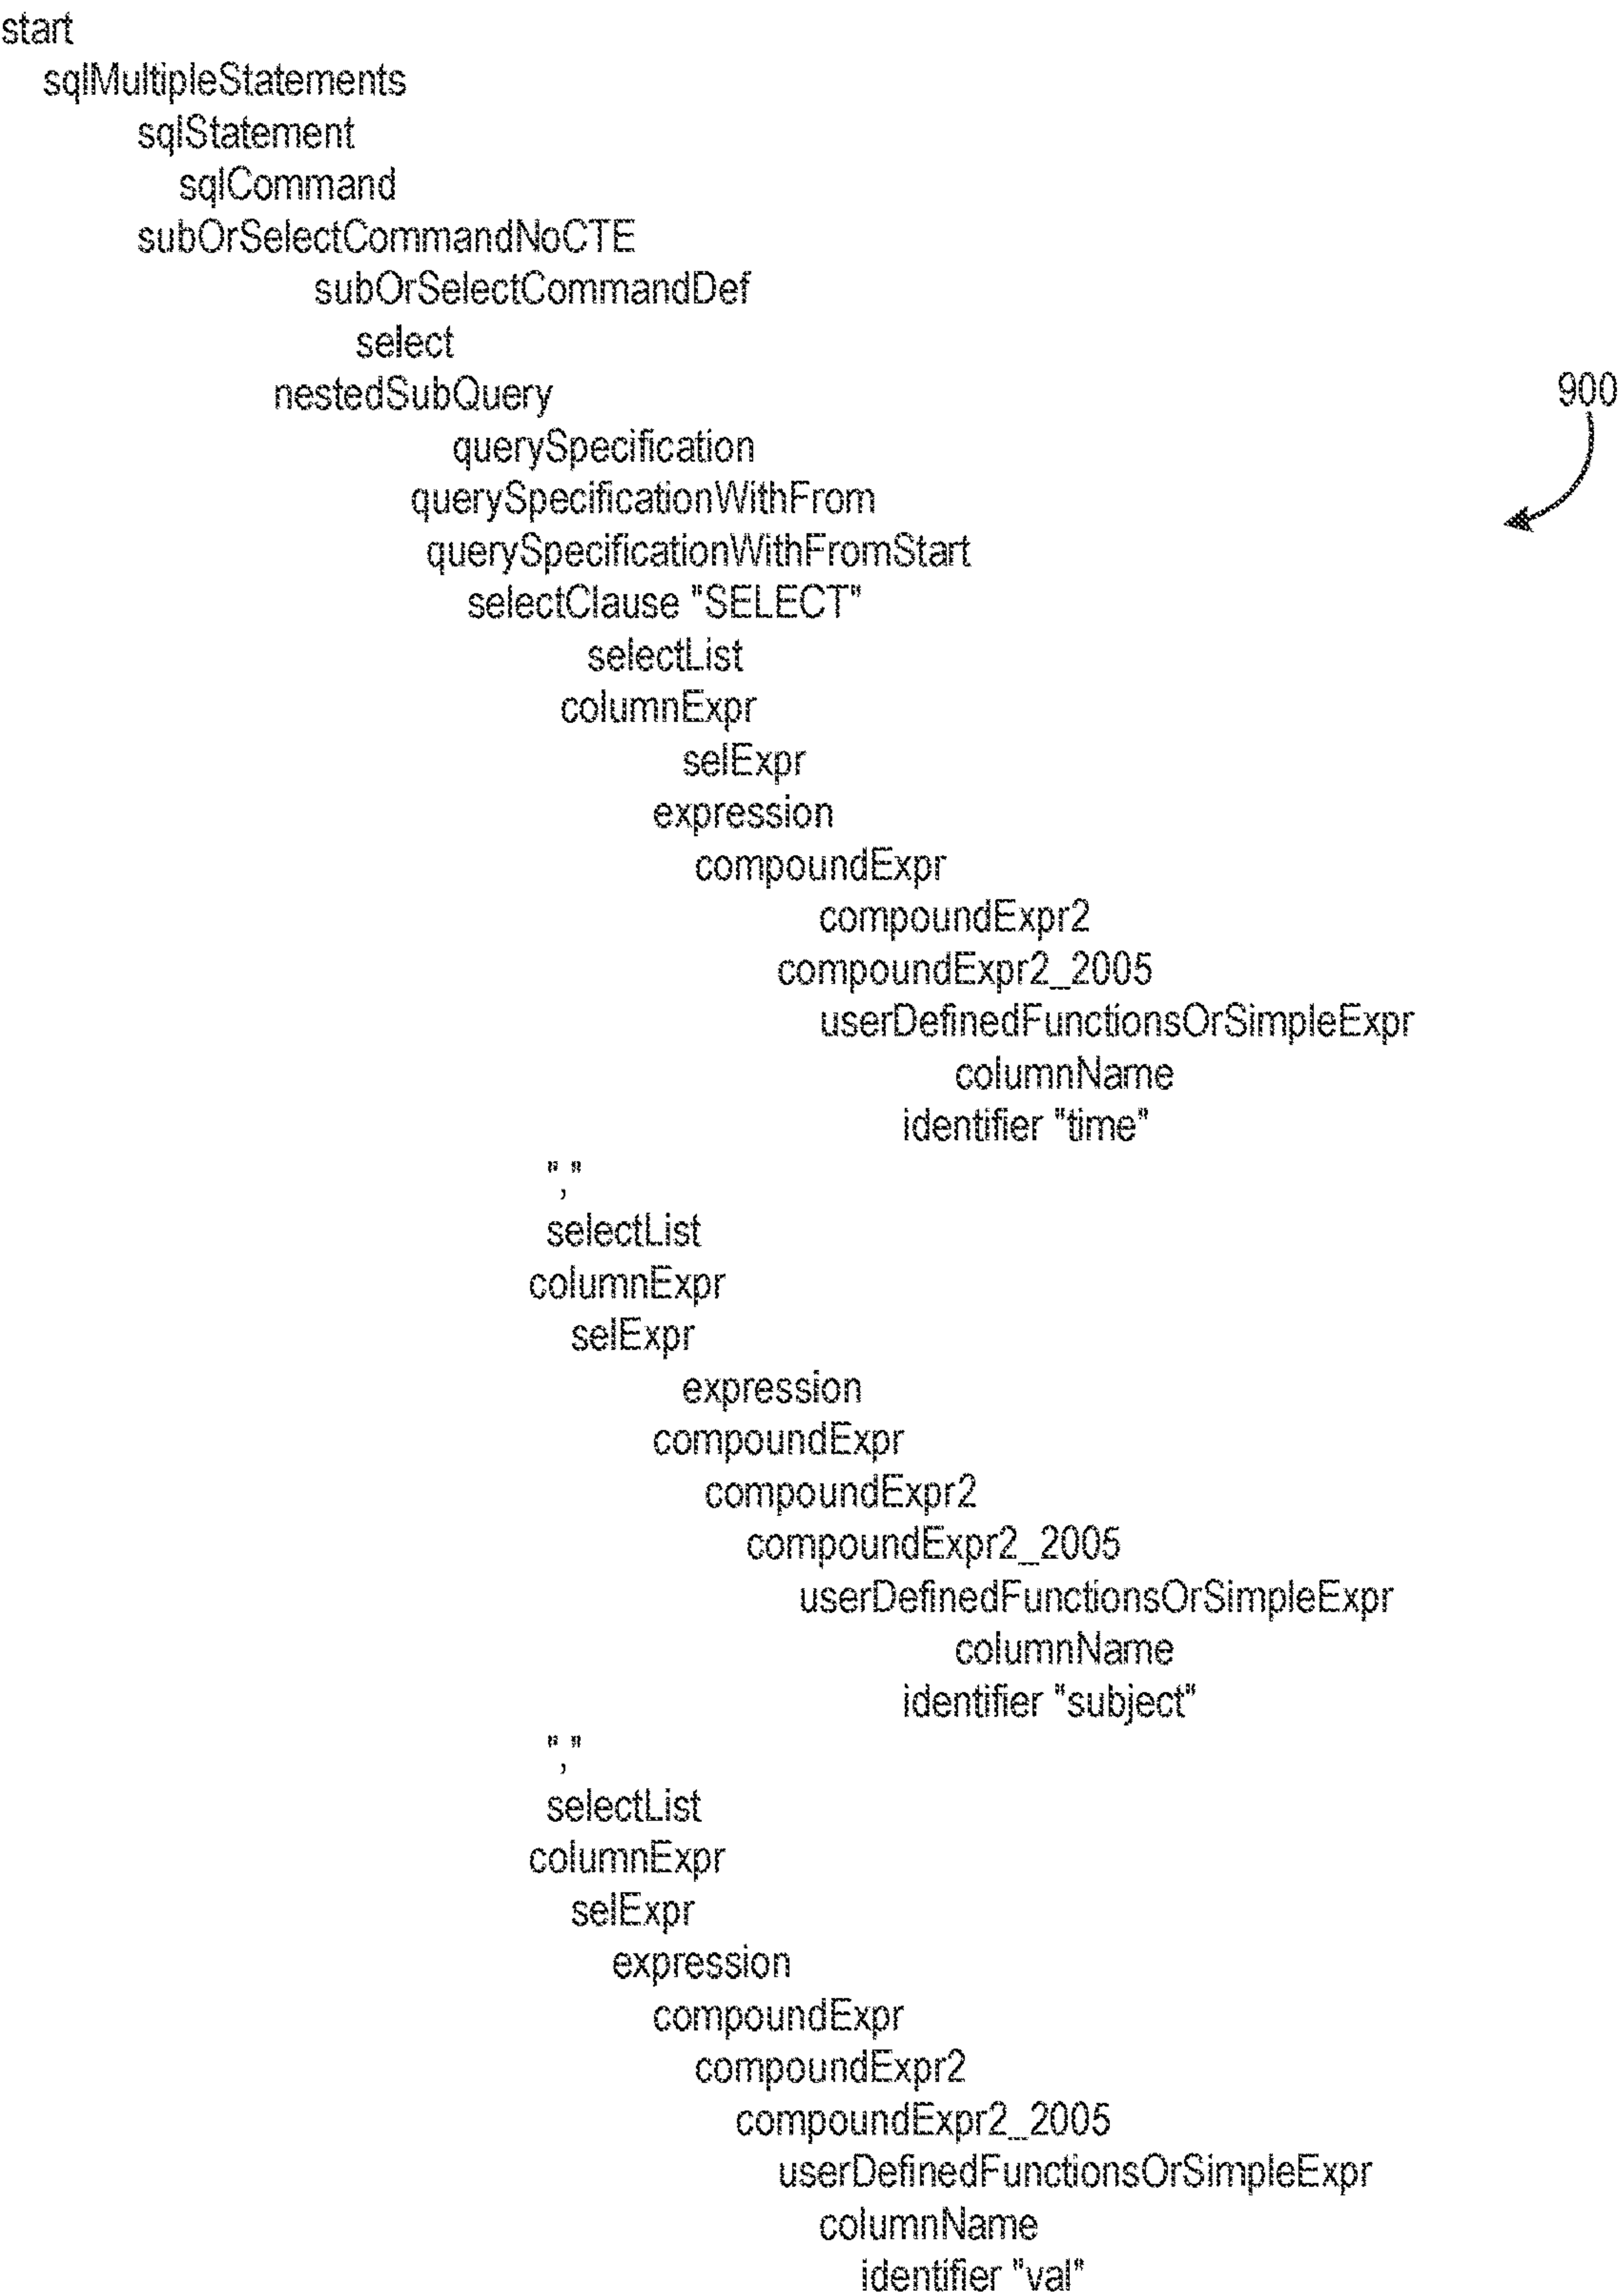 start
sqlMultipleStatements
sqlStatement
sqlCommand
subOrSelectCommandNoCTE
subOrSelectCommandDef
select
nestedSubQuery
900
querySpecification
querySpecificationWithFrom
querySpecificationWithFromStart
selectClause "SELECT"
selectList
columnExpr
selExpr
expression
compoundExpr
compoundExpr2
compoundExpr2_2005
userDefinedFunctionsOrSimpleExpr
columnName
identifier "time"
","
selectList
columnExpr
selExpr
expression
compoundExpr
compoundExpr2
compoundExpr2_2005
userDefinedFunctionsOrSimpleExpr
columnName
identifier "subject"
","
selectList
columnExpr
selExpr
expression
compoundExpr
compoundExpr2
compoundExpr2_2005
userDefinedFunctionsOrSimpleExpr
columnName
identifier "val"